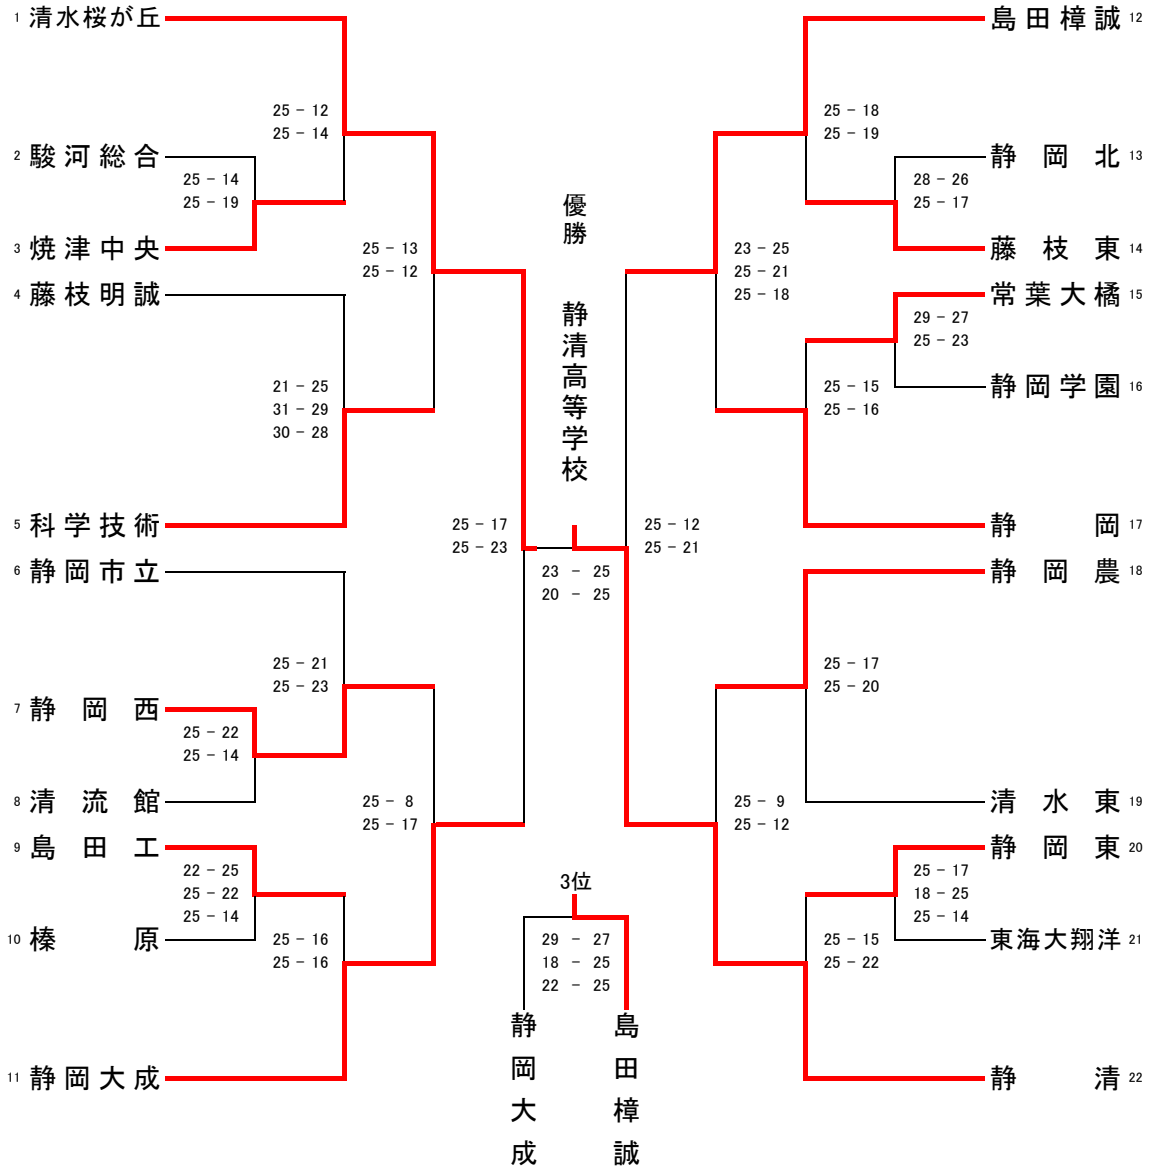 1 清水桜が丘
25 - 12
25 - 14
2 駿河総合
25 - 14
25 - 19
3 焼津中央
25 - 13
25 - 12
4 藤枝明誠
21 - 25
31 - 29
30 - 28
5 科学技術
25 - 17
25 - 23
6 静岡市立
25 - 21
25 - 23
7 静岡西
25 - 22
25 - 14
8 清流館
25 - 8
25 - 17
9 島田工
22 - 25
25 - 22
25 - 14
10 榛原
25 - 16
25 - 16
11 静岡大成
優勝
静清高等学校
23 - 25
20 - 25
3位
29 - 27
18 - 25
22 - 25
静岡大成
島田樟誠
島田樟誠 12
25 - 18
25 - 19
静岡北 13
28 - 26
25 - 17
藤枝東 14
23 - 25
25 - 21
25 - 18
常葉大橘 15
29 - 27
25 - 23
静岡学園 16
25 - 15
25 - 16
静岡 17
25 - 12
25 - 21
静岡農 18
25 - 17
25 - 20
清水東 19
25 - 9
25 - 12
静岡東 20
25 - 17
18 - 25
25 - 14
東海大翔洋 21
25 - 15
25 - 22
静清 22